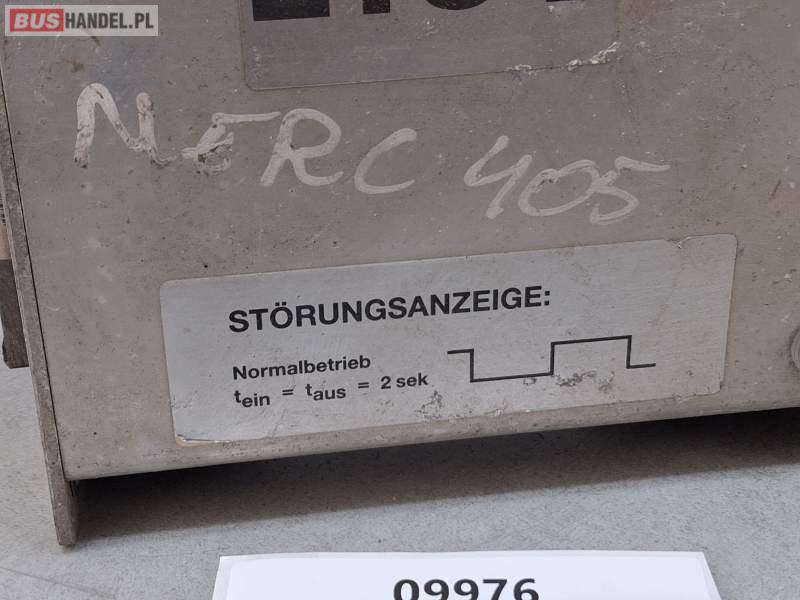 BUSHANDEL.PL
NFRC 405
STÖRUNGSANZEIGE:
Normalbetrieb
tein = taus = 2 sek
09976